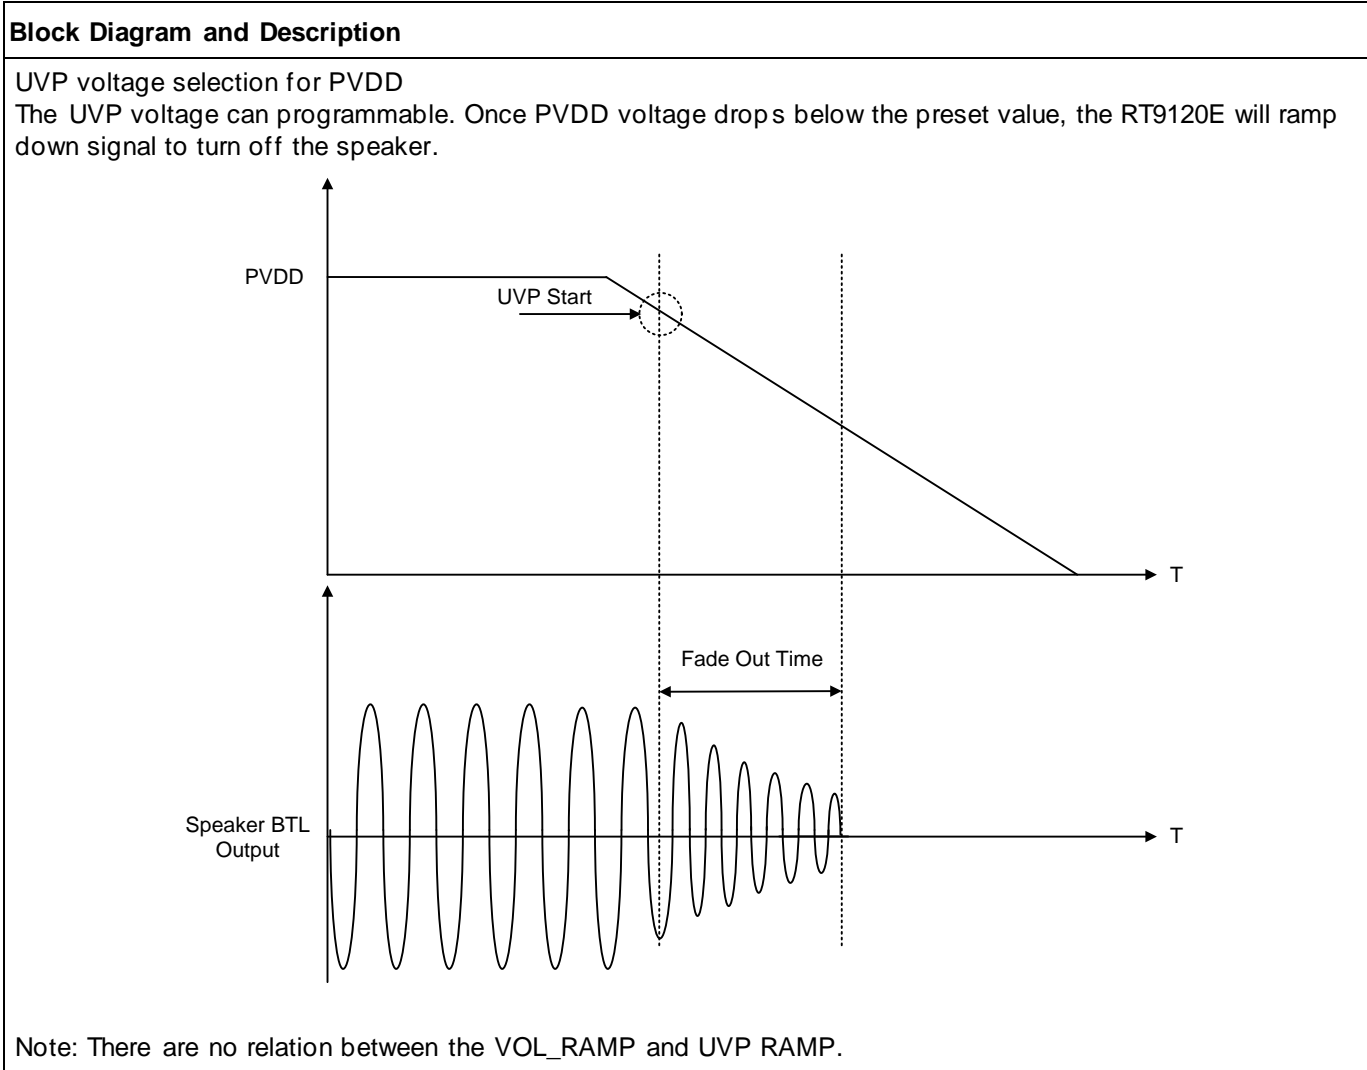 Block Diagram and Description
UVP voltage selection for PVDD
The UVP voltage can programmable. Once PVDD voltage drops below the preset value, the RT9120E will ramp
down signal to turn off the speaker.
PVDD
UVP Start
T
Fade Out Time
Speaker BTL
Output
T
Note: There are no relation between the VOL_RAMP and UVP RAMP.